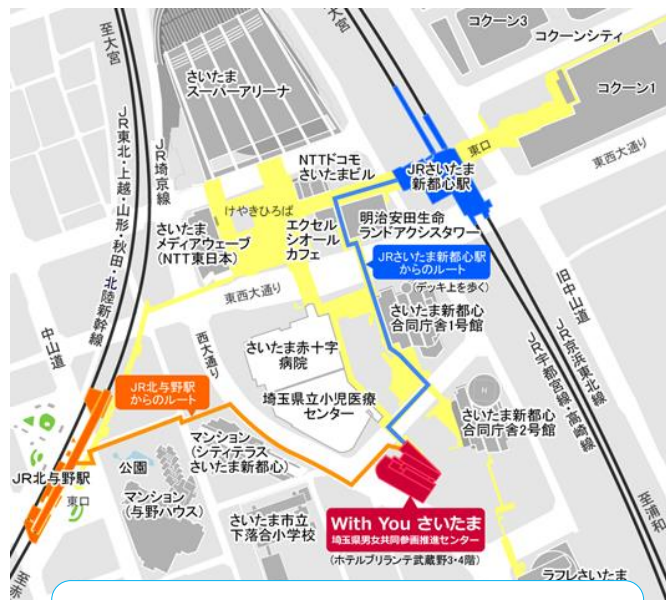 至大宮
JR東北・上越・山形・秋田・北陸新幹線
JR埼京線
至大宮
コクーン3
コクーンシティ
コクーン1
さいたま
スーパーアリーナ
NTTドコモ
さいたまビル
JRさいたま
新都心駅
東口
東西大通り
けやきひろば
さいたま
メディアウェーブ
(NTT東日本)
エクセル
シオール
カフェ
明治安田生命
ランドアクシスタワー
JRさいたま新都心駅
からのルート
(デッキ上を歩く)
東西大通り
さいたま新都心
合同庁舎1号館
旧中山道
中山道
西大通り
さいたま赤十字
病院
埼玉県立小児医療
センター
JR京浜東北線
JR宇都宮線・高崎線
JR北与野駅
からのルート
N
さいたま新都心
合同庁舎2号館
マンション
(シティテラス
さいたま新都心)
公園
JR北与野駅
東口
マンション
(与野ハウス)
さいたま市立
下落合小学校
With You さいたま
埼玉県男女共同参画推進センター
(ホテルブリランテ武蔵野3・4階)
至浦和
ラフレさいたま
至赤